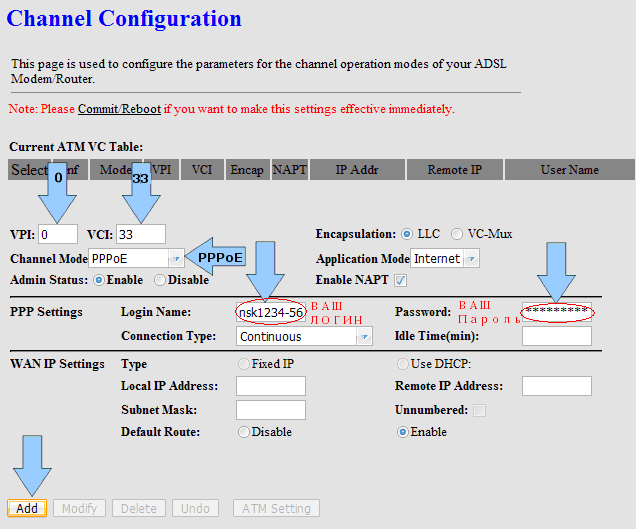 Channel Configuration
This page is used to configure the parameters for the channel operation modes of your ADSL
Modem/Router.
Note: Please Commit/Reboot if you want to make this settings effective immediately.
Current ATM VC Table:
Select nf Mode VPI VCI Encap NAPT IP Addr Remote IP User Name
0 33
VPI: 0 VCI: 33 Encapsulation: LLC VC-Mux
Channel Mode PPPoE PPPoE Application Mode Internet
Admin Status: Enable Disable Enable NAPT
PPP Settings Login Name: nsk1234-56 ВАШ Password: ВАШ *********
ЛОГИН Пароль
Connection Type: Continuous Idle Time(min):
WAN IP Settings Type Fixed IP Use DHCP:
Local IP Address: Remote IP Address:
Subnet Mask: Unnumbered:
Default Route: Disable Enable
Add Modify Delete Undo ATM Setting